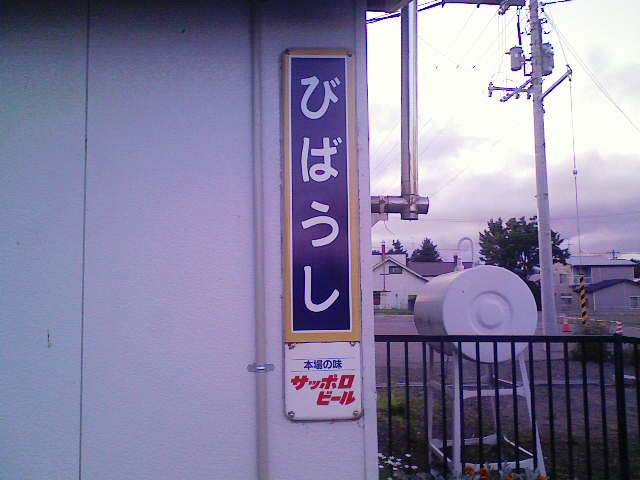 びばうし
本場の味
サッポロ
ビール